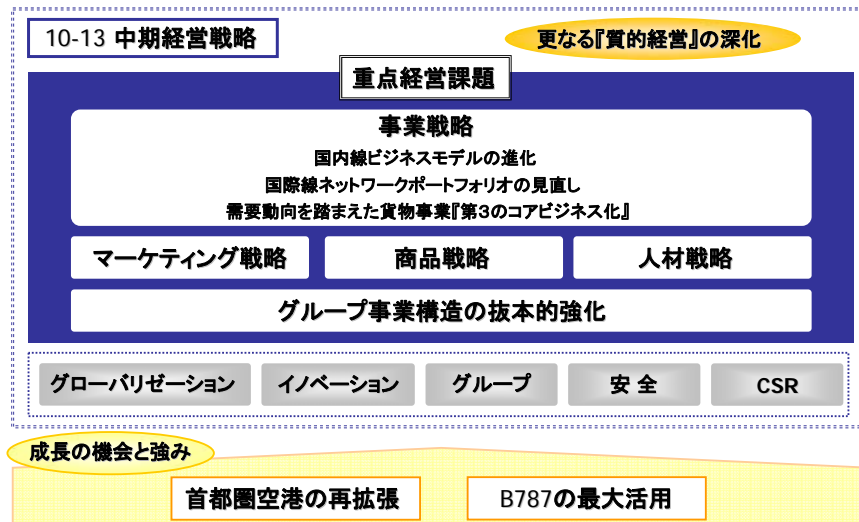 10-13 中期経営戦略
更なる『質的経営』の深化
重点経営課題
事業戦略
国内線ビジネスモデルの進化
国際線ネットワークポートフォリオの見直し
需要動向を踏まえた貨物事業『第３のコアビジネス化』
マーケティング戦略
商品戦略
人材戦略
グループ事業構造の抜本的強化
グローバリゼーション
イノベーション
グループ
安 全
CSR
成長の機会と強み
首都圏空港の再拡張
B787の最大活用